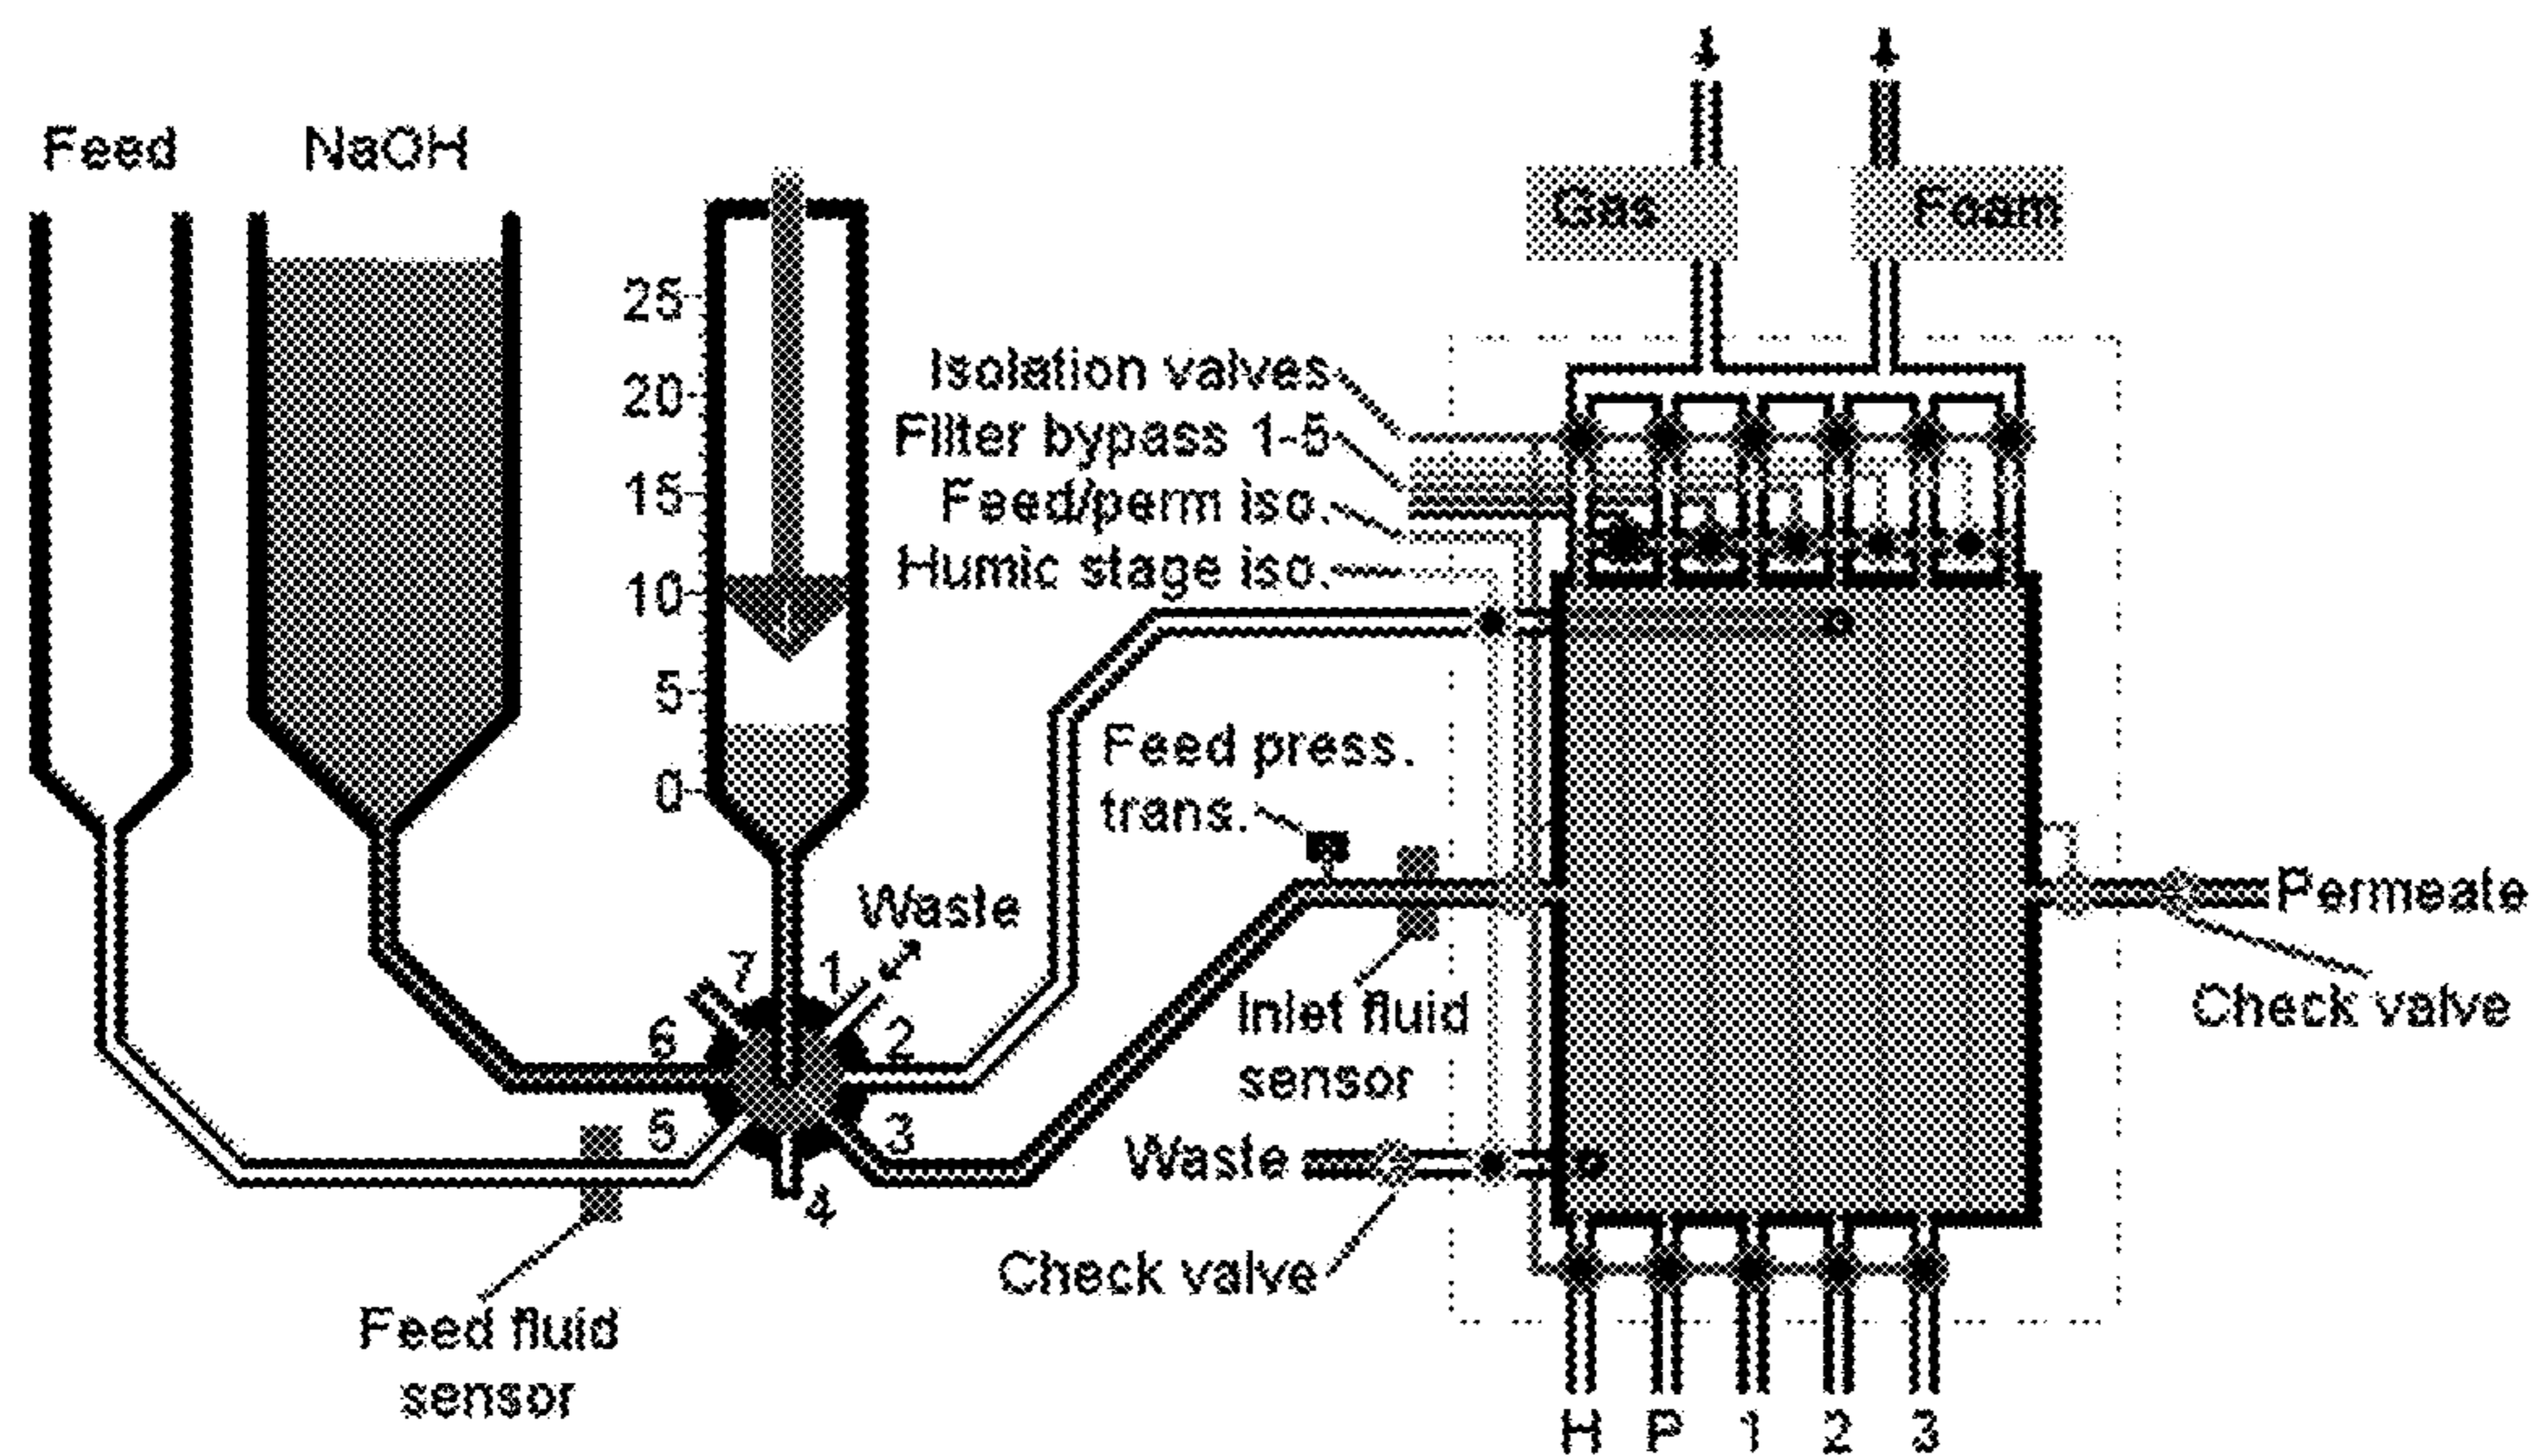 Feed
NaOH
Gas
Foam
25
20
15
10
5
0
Isolation valves
Filter bypass 1-5
Feed/perm iso.
Humic stage iso.
Feed press.
trans.
Waste
7
1
6
2
5
3
4
Inlet fluid
sensor
Permeate
Check valve
Waste
Check valve
Feed fluid
sensor
H P 1 2 3